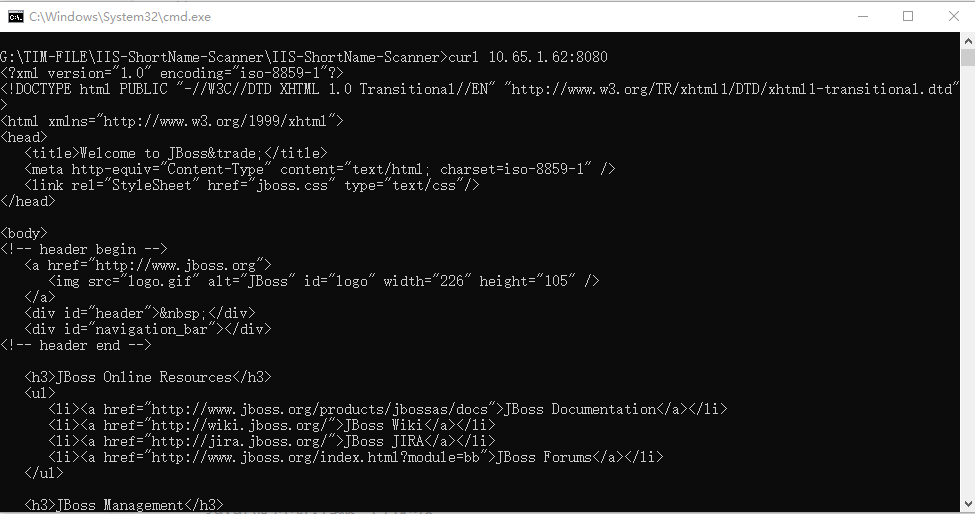 C:\Windows\System32\cmd.exe
G:\TIM-FILE\IIS-ShortName-Scanner\IIS-ShortName-Scanner>curl 10.65.1.62:8080
<?xml version="1.0" encoding="iso-8859-1"?>
<!DOCTYPE html PUBLIC "-//W3C//DTD XHTML 1.0 Transitional//EN" "http://www.w3.org/TR/xhtml1/DTD/xhtml1-transitional.dtd"
>
<html xmlns="http://www.w3.org/1999/xhtml">
<head>
   <title>Welcome to JBoss&trade;</title>
   <meta http-equiv="Content-Type" content="text/html; charset=iso-8859-1" />
   <link rel="StyleSheet" href="jboss.css" type="text/css"/>
</head>

<body>
<!-- header begin -->
   <a href="http://www.jboss.org">
      <img src="logo.gif" alt="JBoss" id="logo" width="226" height="105" />
   </a>
   <div id="header">&nbsp;</div>
   <div id="navigation_bar"></div>
<!-- header end -->

   <h3>JBoss Online Resources</h3>
   <ul>
      <li><a href="http://www.jboss.org/products/jbossas/docs">JBoss Documentation</a></li>
      <li><a href="http://wiki.jboss.org/">JBoss Wiki</a></li>
      <li><a href="http://jira.jboss.org/">JBoss JIRA</a></li>
      <li><a href="http://www.jboss.org/index.html?module=bb">JBoss Forums</a></li>
   </ul>

   <h3>JBoss Management</h3>